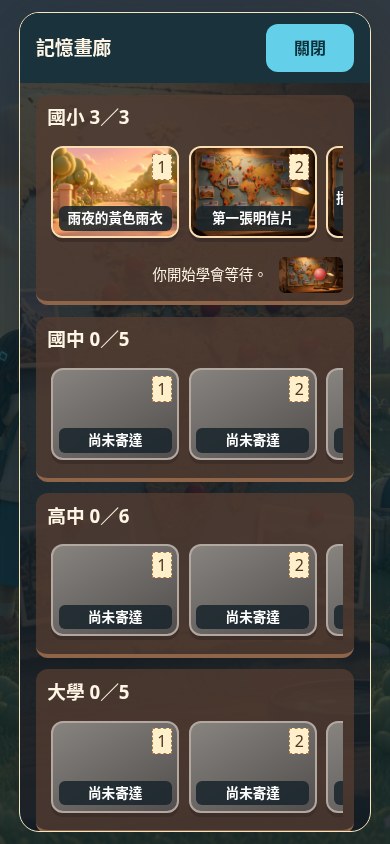 記憶畫廊
關閉
國小 3／3
1
2
雨夜的黃色雨衣
第一張明信片
你開始學會等待。
國中 0／5
1
2
尚未寄達
尚未寄達
高中 0／6
1
2
尚未寄達
尚未寄達
大學 0／5
1
2
尚未寄達
尚未寄達